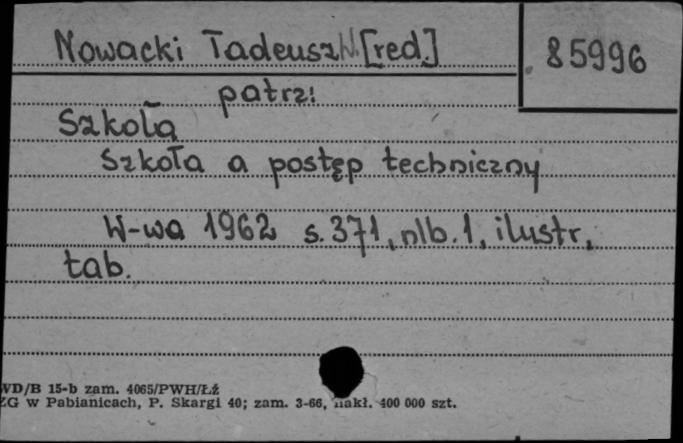 Nowacki Tadeusz W. [red.]
85996
patrz:
Szkoła
Szkoła a postęp techniczny
W-wa 1962 s. 371, nlb. 1, ilustr.,
tab.
WD/B 15-b zam. 4065/PWH/Łź
ZG w Pabianicach, P. Skargi 40; zam. 3-66, nakł. 400 000 szt.